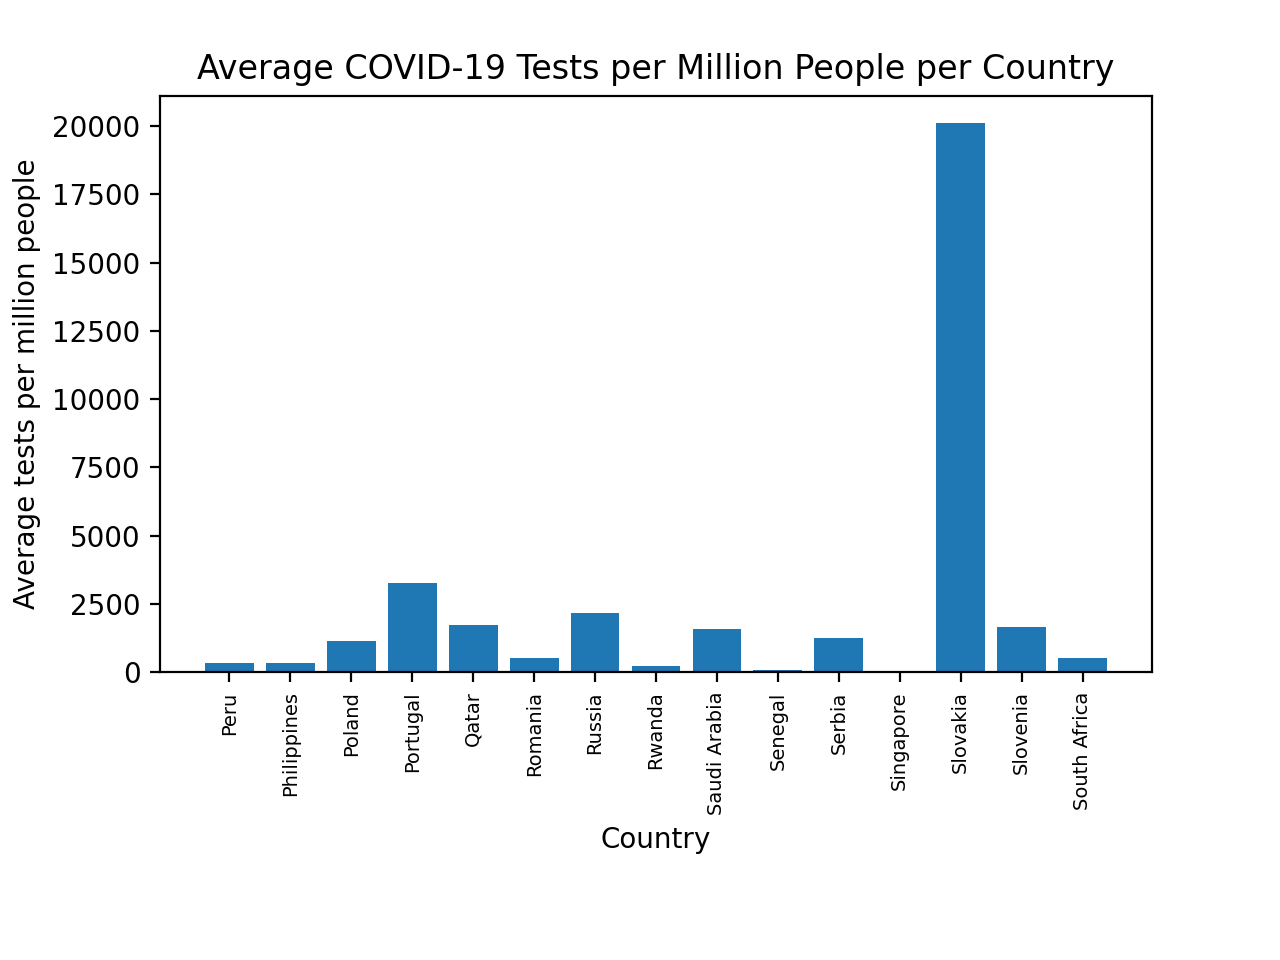 Average COVID-19 Tests per Million People per Country
Average tests per million people
20000
17500
15000
12500
10000
7500
5000
2500
0
Peru
Philippines
Poland
Portugal
Qatar
Romania
Russia
Rwanda
Saudi Arabia
Senegal
Serbia
Singapore
Slovakia
Slovenia
South Africa
Country